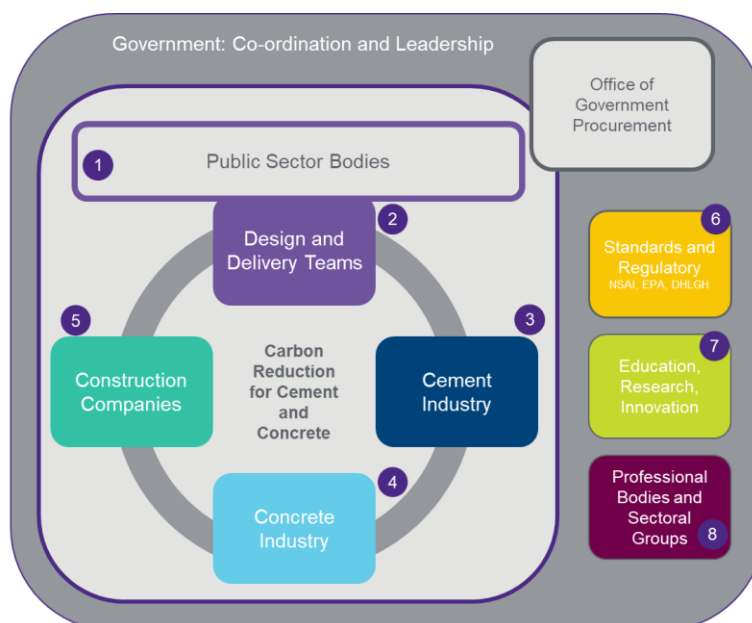 Government: Co-ordination and Leadership
Office of
Government
Procurement
1
Public Sector Bodies
2
Design and
Delivery Teams
3
Cement
Industry
4
Concrete
Industry
5
Construction
Companies
Carbon
Reduction
for Cement
and
Concrete
6
Standards and
Regulatory
NSAI, EPA, DHLGH
7
Education,
Research,
Innovation
Professional
Bodies and
Sectoral
Groups
8